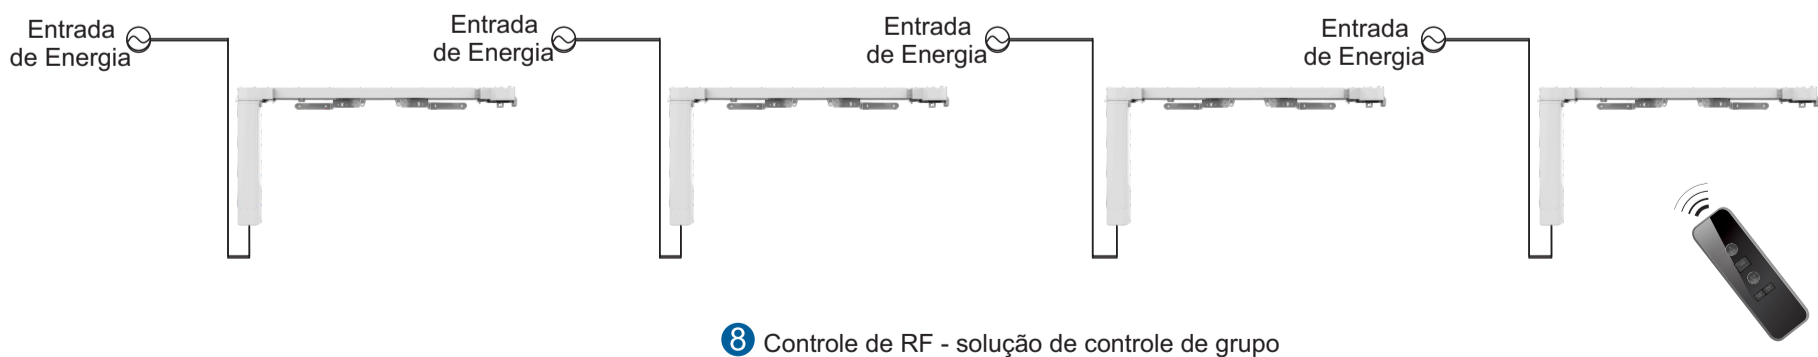 Entrada
de Energia
Entrada
de Energia
Entrada
de Energia
Entrada
de Energia
8 Controle de RF - solução de controle de grupo